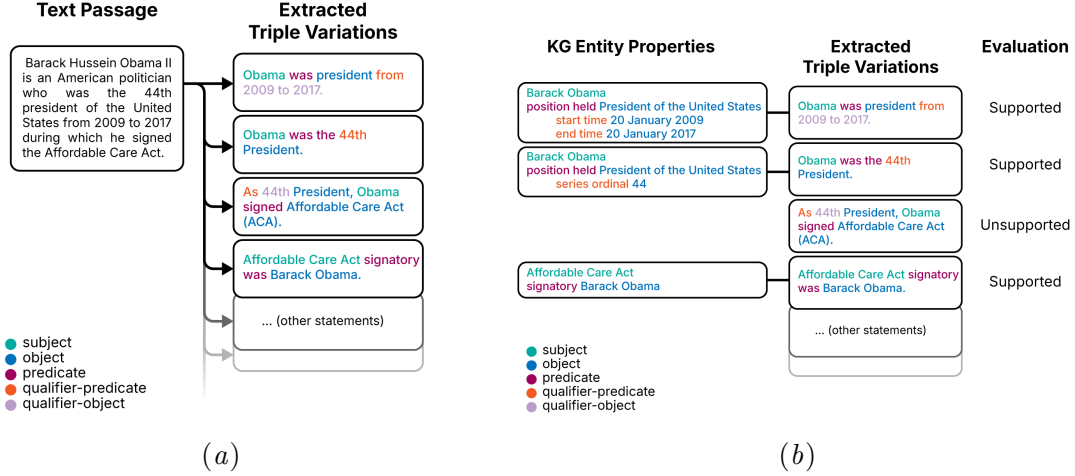 Text Passage
Barack Hussein Obama II
is an American politician
who was the 44th
president of the United
States from 2009 to 2017
during which he signed
the Affordable Care Act.
Extracted
Triple Variations
Obama was president from
2009 to 2017.
Obama was the 44th
President.
As 44th President, Obama
signed Affordable Care Act
(ACA).
Affordable Care Act signatory
was Barack Obama.
... (other statements)
subject
object
predicate
qualifier-predicate
qualifier-object
(a)
KG Entity Properties
Barack Obama
position held President of the United States
start time 20 January 2009
end time 20 January 2017
Barack Obama
position held President of the United States
series ordinal 44
Affordable Care Act
signatory Barack Obama
Extracted
Triple Variations
Obama was president from
2009 to 2017.
Obama was the 44th
President.
As 44th President, Obama
signed Affordable Care Act
(ACA).
Affordable Care Act signatory
was Barack Obama.
... (other statements)
Evaluation
Supported
Supported
Unsupported
Supported
subject
object
predicate
qualifier-predicate
qualifier-object
(b)